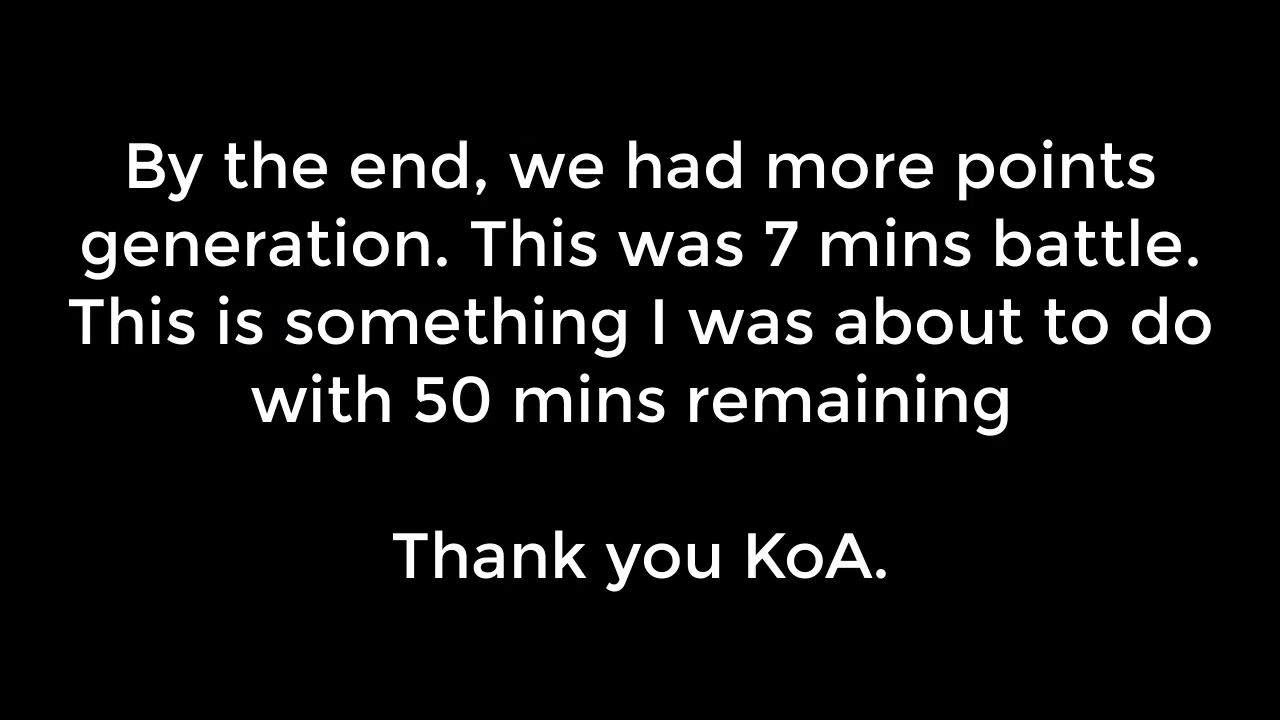 By the end, we had more points
generation. This was 7 mins battle.
This is something I was about to do
with 50 mins remaining
Thank you KoA.